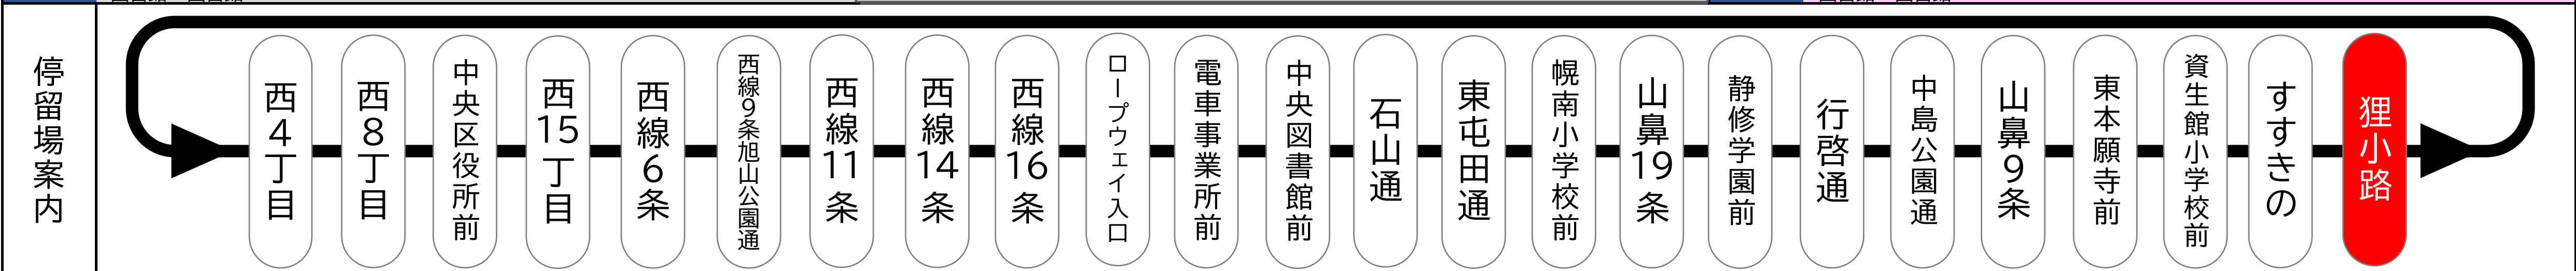 停留場案内
西4丁目
西8丁目
中央区役所前
西15丁目
西線6条
西線9条旭山公園通
西線11条
西線14条
西線16条
ロープウェイ入口
電車事業所前
中央図書館前
石山通
東屯田通
幌南小学校前
山鼻19条
静修学園前
行啓通
中島公園通
山鼻9条
東本願寺前
資生館小学校前
すすきの
狸小路